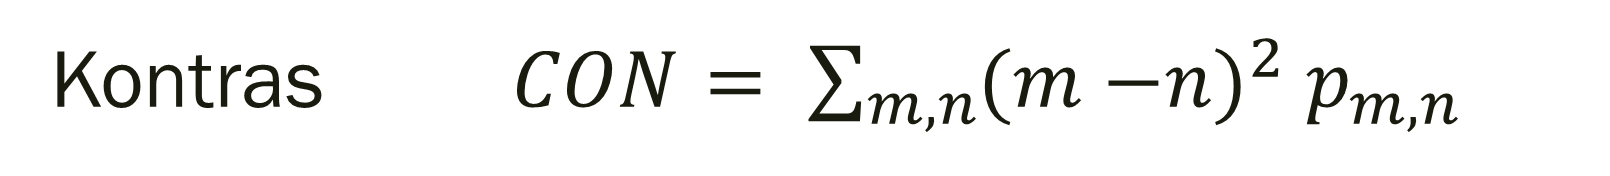 Kontras 𝐶𝑂𝑁 = ∑ₘ,ₙ(𝑚 −𝑛)² 𝑝ₘ,ₙ